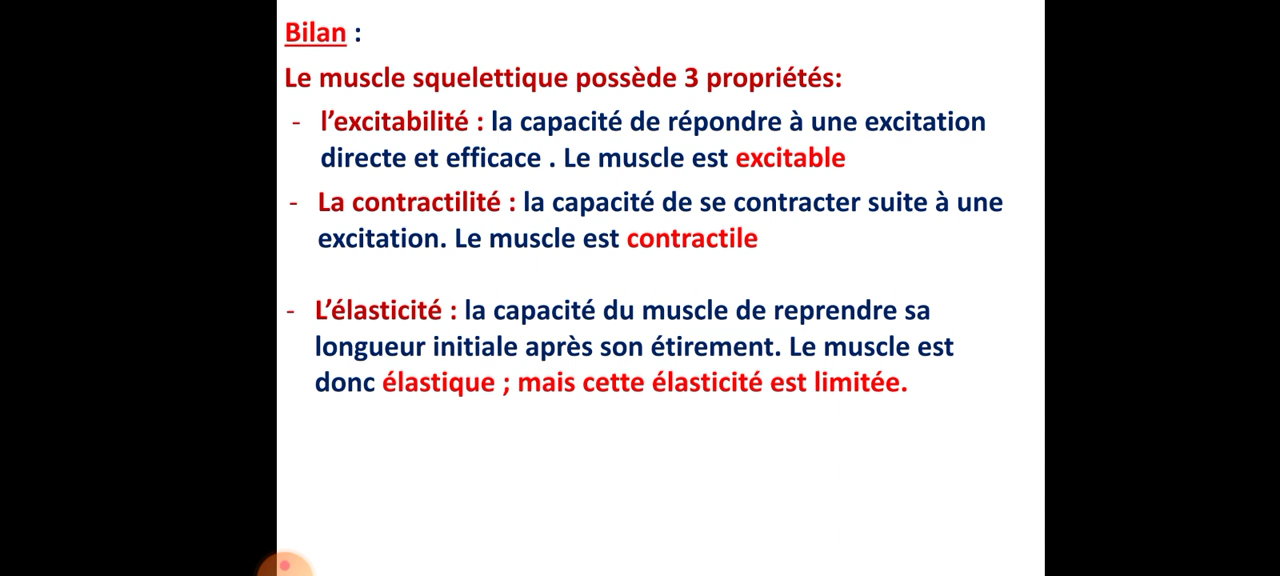 Bilan :
Le muscle squelettique possède 3 propriétés:
- l’excitabilité : la capacité de répondre à une excitation
directe et efficace . Le muscle est excitable
- La contractilité : la capacité de se contracter suite à une
excitation. Le muscle est contractile
- L’élasticité : la capacité du muscle de reprendre sa
longueur initiale après son étirement. Le muscle est
donc élastique ; mais cette élasticité est limitée.